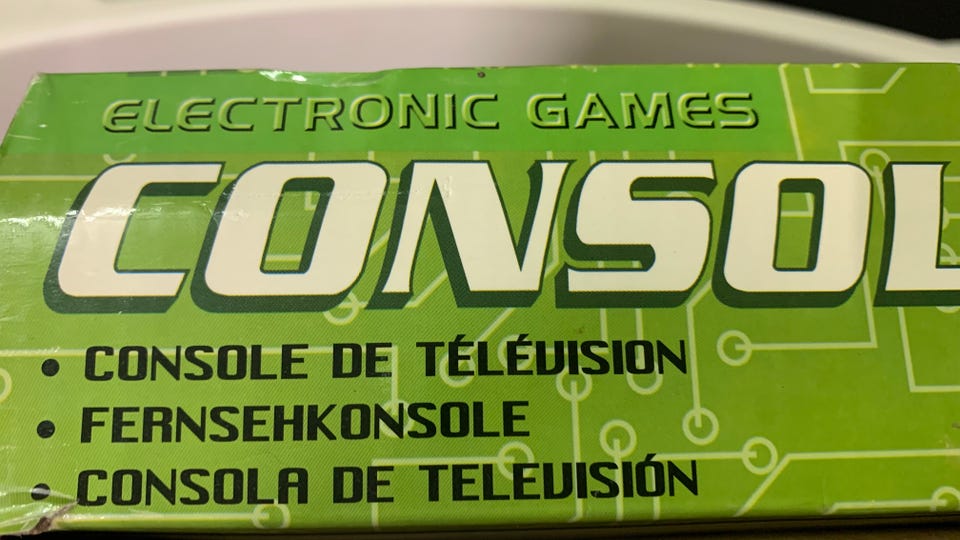 ELECTRONIC GAMES
CONSOL
• CONSOLE DE TÉLÉVISION
• FERNSEHKONSOLE
• CONSOLA DE TELEVISIÓN